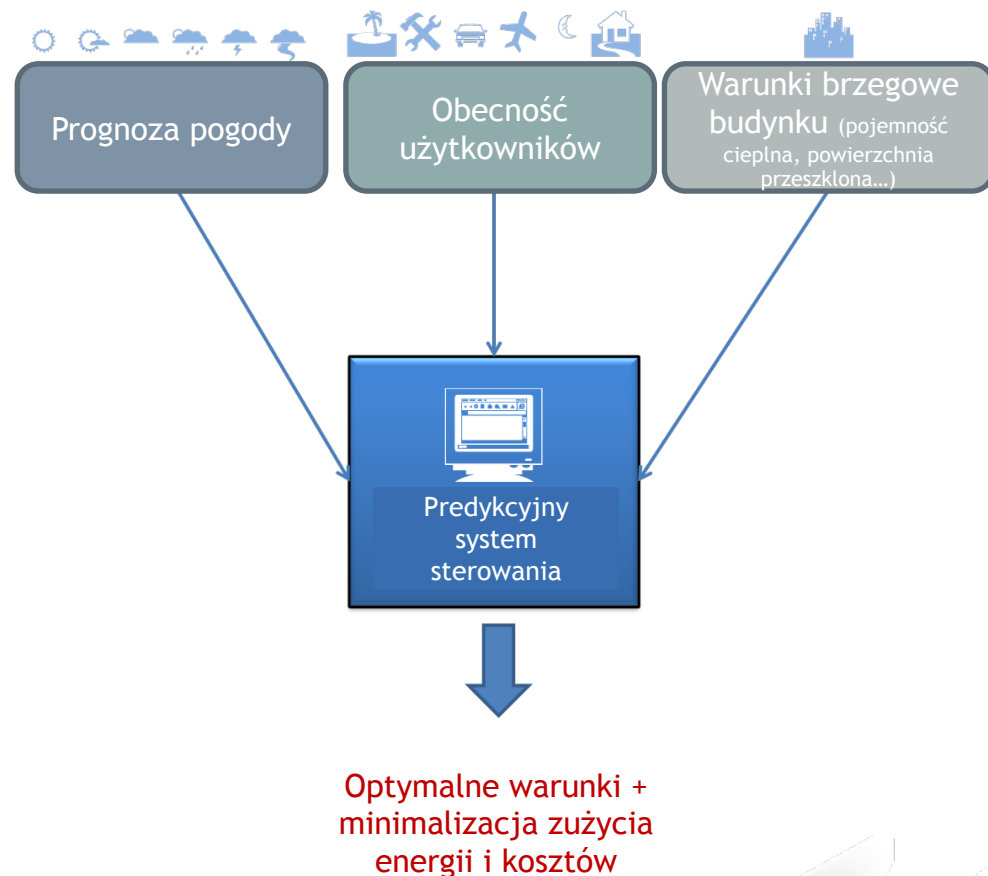 Prognoza pogody
Obecność
użytkowników
Warunki brzegowe
budynku (pojemność
cieplna, powierzchnia
przeszklona…)
Predykcyjny
system
sterowania
Optymalne warunki +
minimalizacja zużycia
energii i kosztów